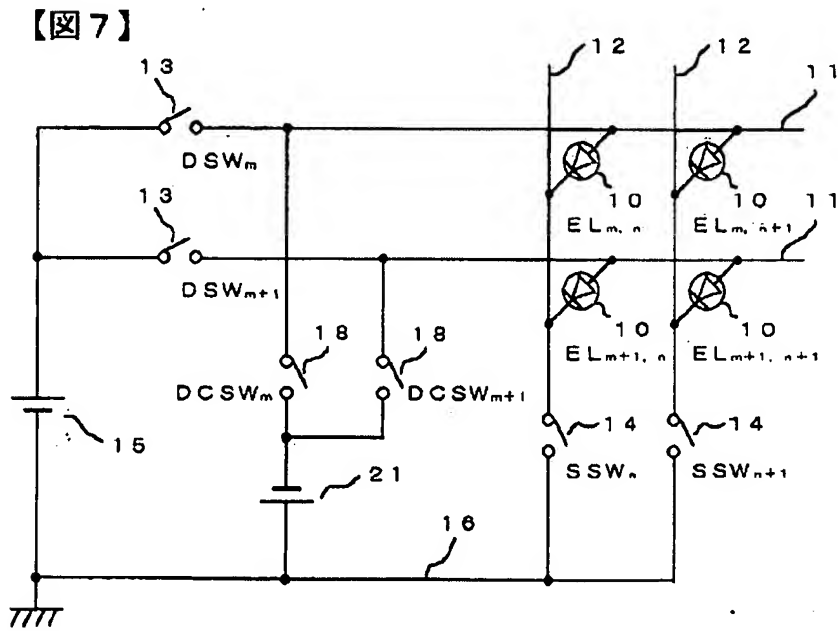 【図7】
12 12
13 11
DSWm
13 10 10
ELm,n ELm,n+1 11
DSWm+1
18 18 10 10
ELm+1,n ELm+1,n+1
DCSWm DCSWm+1
14 14
15
21 SSWn SSWn+1
16